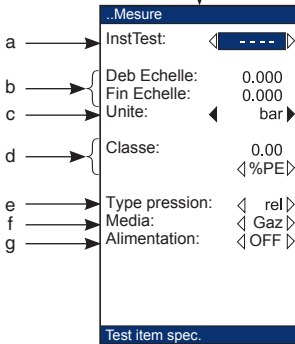 ..Mesure
a InstTest: ----
b Deb Echelle: 0.000
Fin Echelle: 0.000
c Unite: bar
d Classe: 0.00
%PE
e Type pression: rel
f Media: Gaz
g Alimentation: OFF
Test item spec.